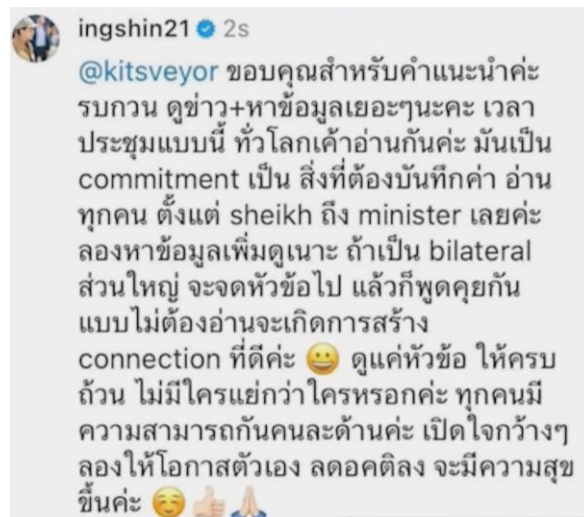 ingshin21 2s
@kitsveyor ขอบคุณสำหรับคำแนะนำค่ะ
รบกวน ดูข่าว+หาข้อมูลเยอะๆนะคะ เวลา
ประชุมแบบนี้ ทั่วโลกเค้าอ่านกันค่ะ มันเป็น
commitment เป็น สิ่งที่ต้องบันทึกค่า อ่าน
ทุกคน ตั้งแต่ sheikh ถึง minister เลยค่ะ
ลองหาข้อมูลเพิ่มดูเนาะ ถ้าเป็น bilateral
ส่วนใหญ่ จะจดหัวข้อไป แล้วก็พูดคุยกัน
แบบไม่ต้องอ่านจะเกิดการสร้าง
connection ที่ดีค่ะ 😀 ดูแค่หัวข้อ ให้ครบ
ถ้วน ไม่มีใครแย่กว่าใครหรอกค่ะ ทุกคนมี
ความสามารถกันคนละด้านค่ะ เปิดใจกว้างๆ
ลองให้โอกาสตัวเอง ลดอคติลง จะมีความสุข
ขึ้นค่ะ ☺️👍🏻🙏🏻